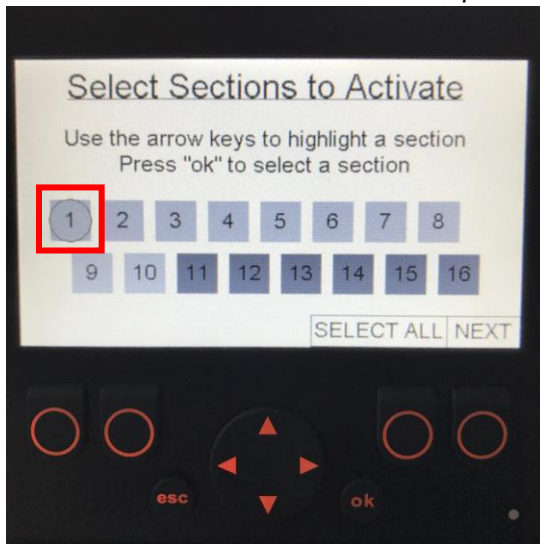 Select Sections to Activate
Use the arrow keys to highlight a section
Press "ok" to select a section
1 2 3 4 5 6 7 8
9 10 11 12 13 14 15 16
SELECT ALL NEXT
esc ok